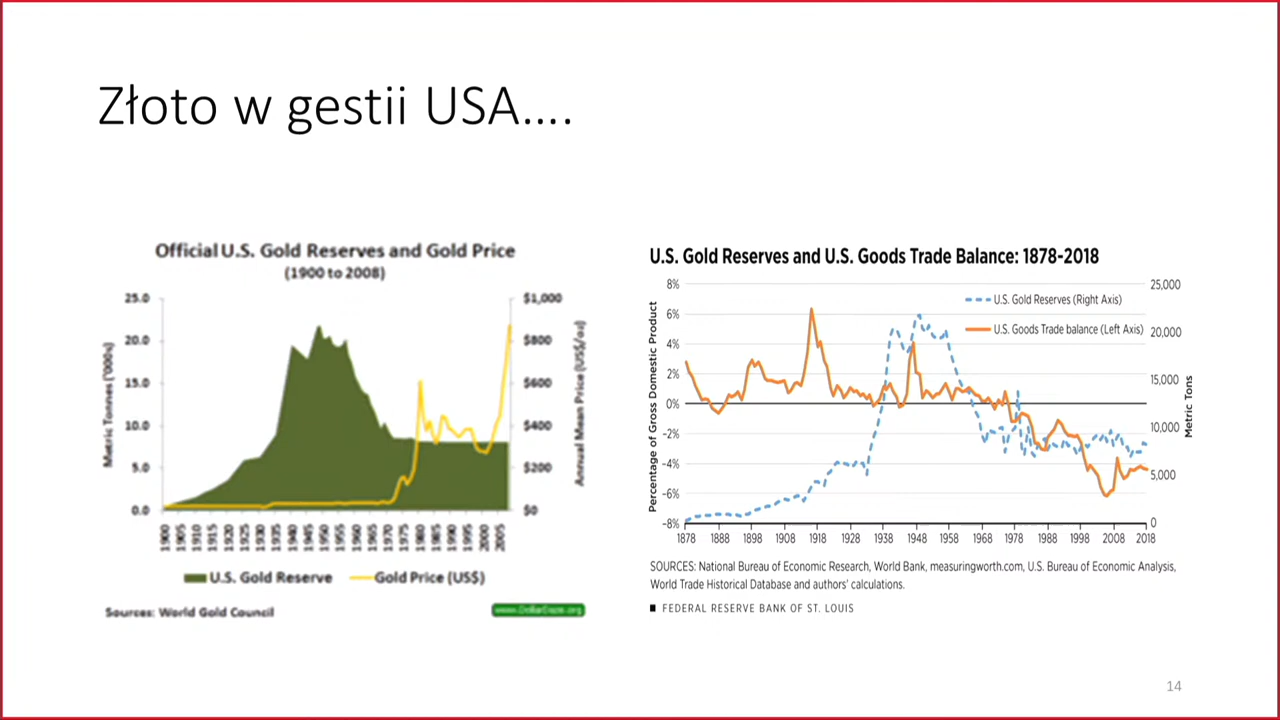 Złoto w gestii USA....
Official U.S. Gold Reserves and Gold Price
(1900 to 2008)
Metric Tonnes ('000s)
25.0
20.0
15.0
10.0
5.0
0.0
$1,000
$800
$600
$400
$200
$0
Annual Mean Price (US$/oz)
1900
1905
1910
1915
1920
1925
1930
1935
1940
1945
1950
1955
1960
1965
1970
1975
1980
1985
1990
1995
2000
2005
U.S. Gold Reserve
Gold Price (US$)
Sources: World Gold Council
U.S. Gold Reserves and U.S. Goods Trade Balance: 1878-2018
Percentage of Gross Domestic Product
8%
6%
4%
2%
0%
-2%
-4%
-6%
-8%
U.S. Gold Reserves (Right Axis)
U.S. Goods Trade balance (Left Axis)
25,000
20,000
15,000
10,000
5,000
0
Metric Tons
1878 1888 1898 1908 1918 1928 1938 1948 1958 1968 1978 1988 1998 2008 2018
SOURCES: National Bureau of Economic Research, World Bank, measuringworth.com, U.S. Bureau of Economic Analysis,
World Trade Historical Database and authors' calculations.
FEDERAL RESERVE BANK OF ST. LOUIS
14